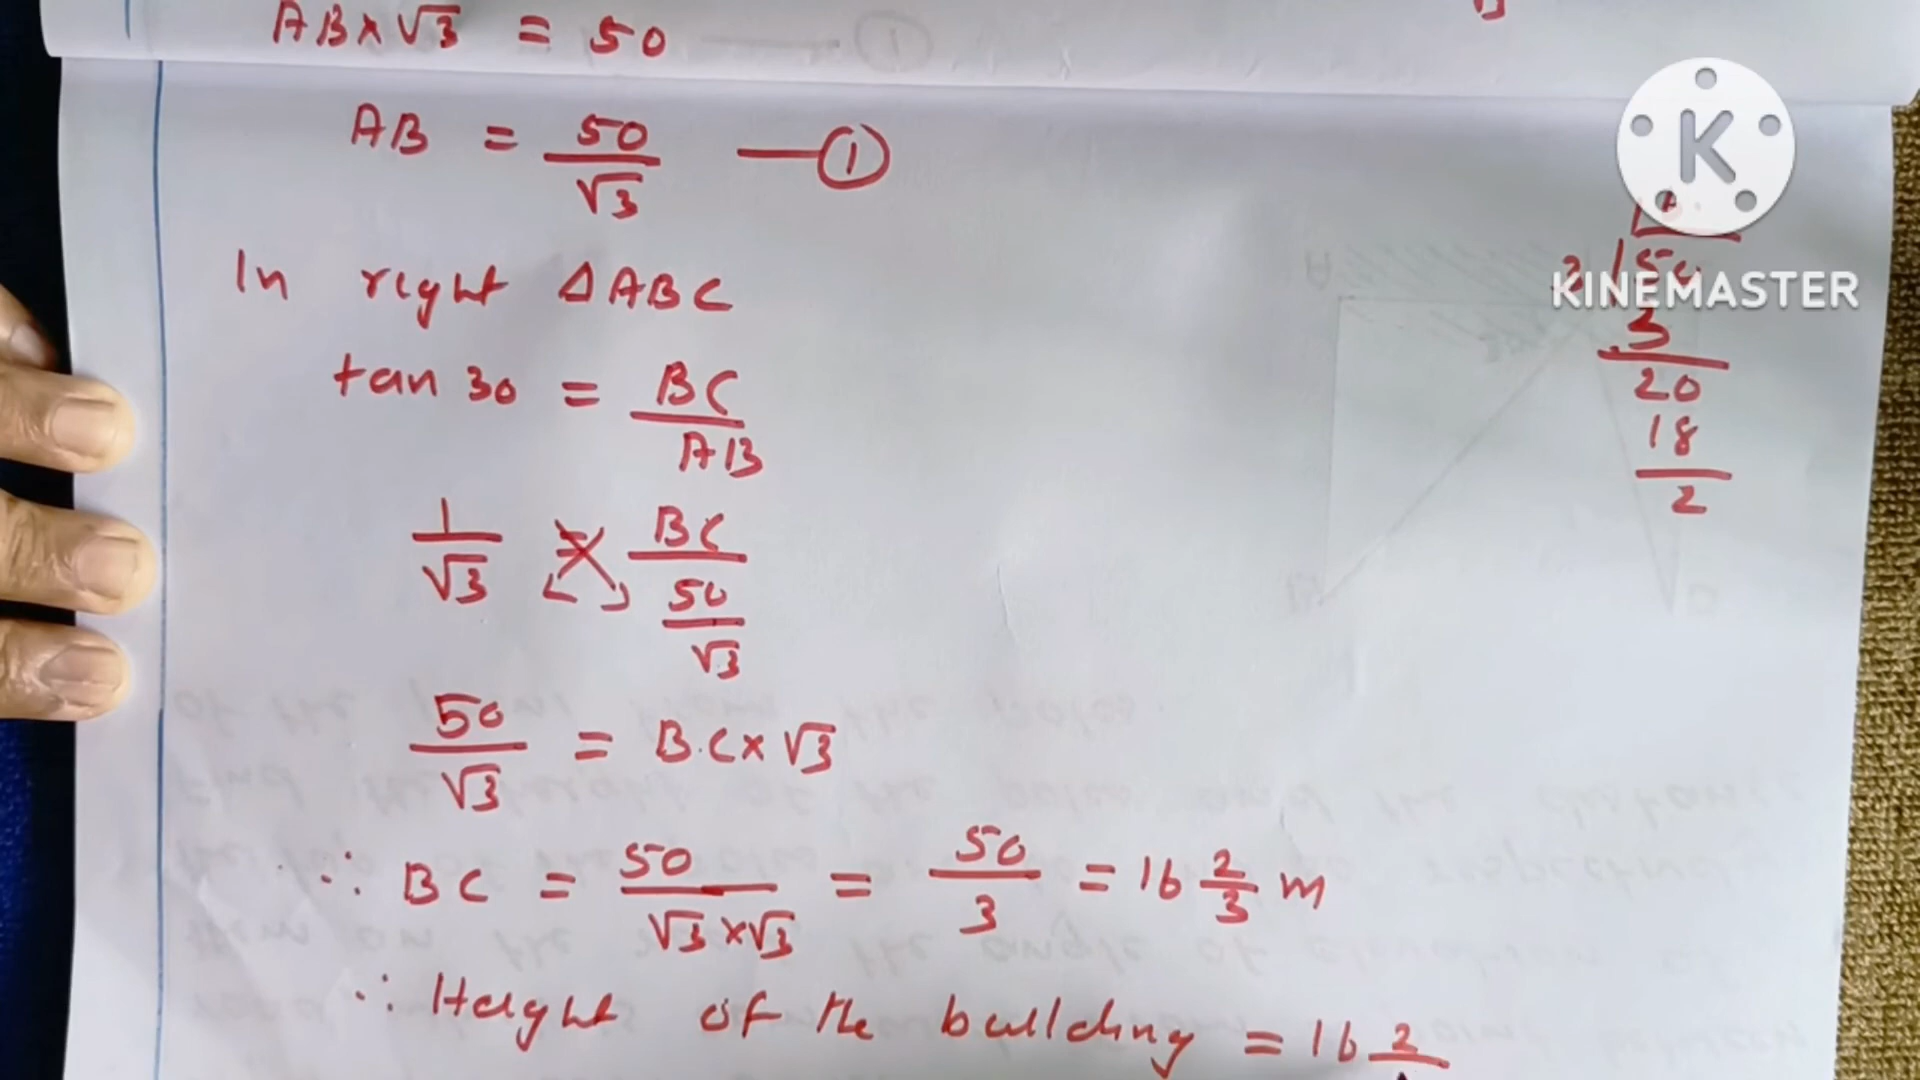 AB × √3 = 50 — ①
AB = 50/√3 — ①
In right △ABC
tan 30 = BC/AB
1/√3 = BC/(50/√3)
50/√3 = BC × √3
∴ BC = 50/(√3 × √3) = 50/3 = 16 2/3 m
∴ Height of the building = 16 2
K
KINEMASTER
3
20
18
2